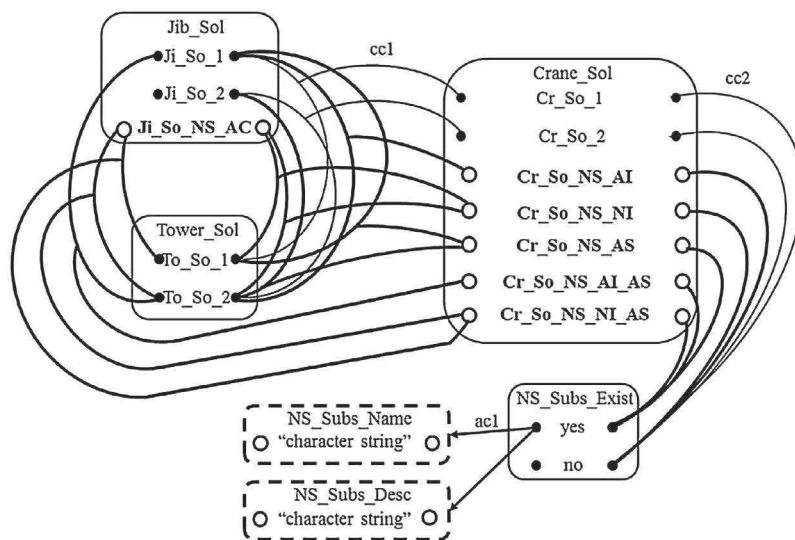 Jib_Sol
Ji_So_1
Ji_So_2
Ji_So_NS_AC
Tower_Sol
To_So_1
To_So_2
cc1
Crane_Sol
Cr_So_1
Cr_So_2
Cr_So_NS_AI
Cr_So_NS_NI
Cr_So_NS_AS
Cr_So_NS_AI_AS
Cr_So_NS_NI_AS
cc2
NS_Subs_Exist
yes
no
ac1
NS_Subs_Name
“character string”
NS_Subs_Desc
“character string”